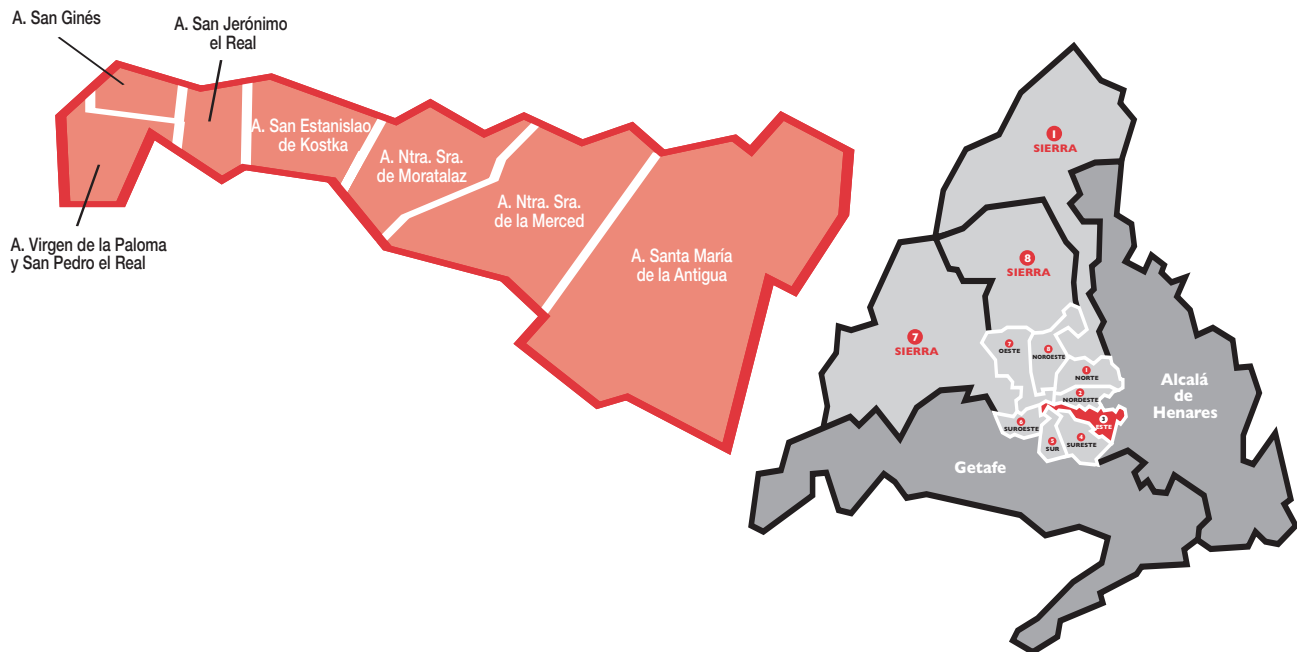 A. San Ginés
A. San Jerónimo
el Real
A. San Estanislao
de Kostka
A. Ntra. Sra.
de Moratalaz
A. Ntra. Sra.
de la Merced
A. Santa María
de la Antigua
A. Virgen de la Paloma
y San Pedro el Real
1
SIERRA
8
SIERRA
7
SIERRA
7
OESTE
8
NOROESTE
1
NORTE
2
NORDESTE
3
ESTE
6
SUROESTE
5
SUR
4
SURESTE
Alcalá
de
Henares
Getafe